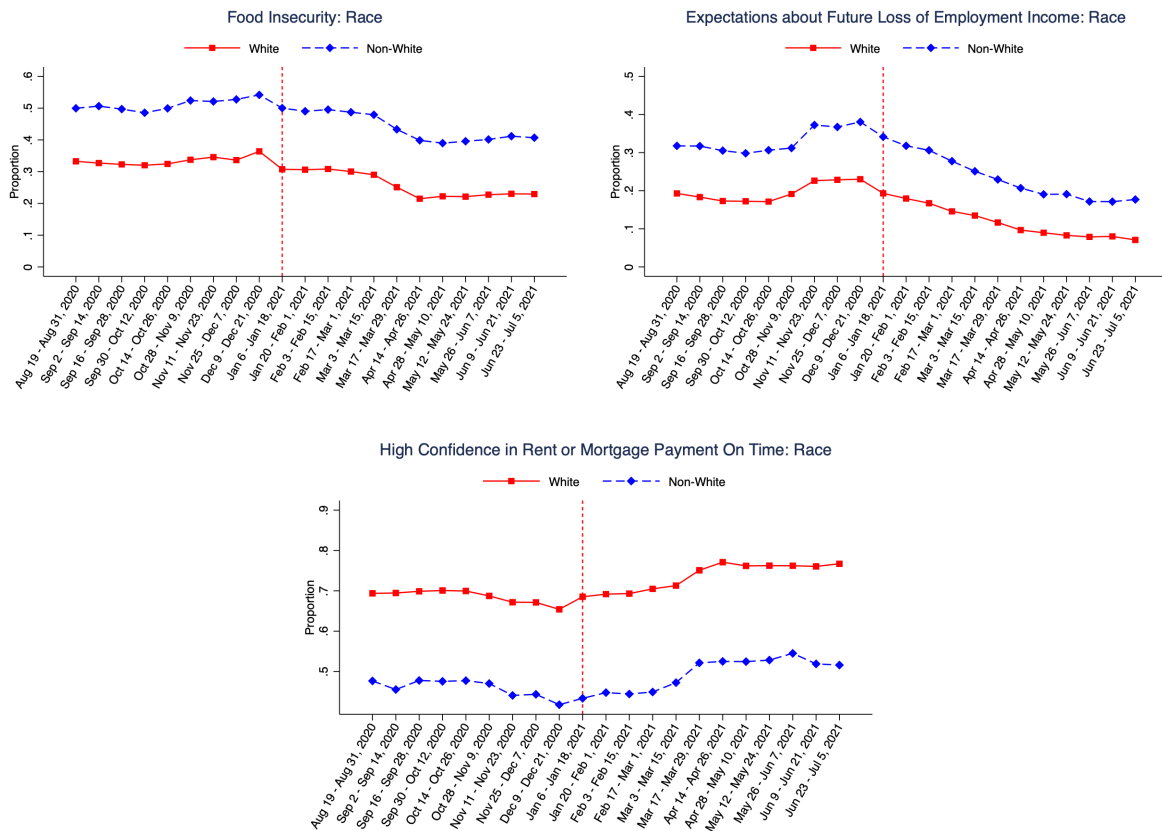 Food Insecurity: Race
White
Non-White
Proportion
.6
.5
.4
.3
.2
.1
0
Aug 19 - Aug 31, 2020
Sep 2 - Sep 14, 2020
Sep 16 - Sep 28, 2020
Sep 30 - Oct 12, 2020
Oct 14 - Oct 26, 2020
Oct 28 - Nov 9, 2020
Nov 11 - Nov 23, 2020
Nov 25 - Dec 7, 2020
Dec 9 - Dec 21, 2020
Jan 6 - Jan 18, 2021
Jan 20 - Feb 1, 2021
Feb 3 - Feb 15, 2021
Feb 17 - Mar 1, 2021
Mar 3 - Mar 15, 2021
Mar 17 - Mar 29, 2021
Apr 14 - Apr 26, 2021
Apr 28 - May 10, 2021
May 12 - May 24, 2021
May 26 - Jun 7, 2021
Jun 9 - Jun 21, 2021
Jun 23 - Jul 5, 2021
Expectations about Future Loss of Employment Income: Race
White
Non-White
Proportion
.5
.4
.3
.2
.1
0
Aug 19 - Aug 31, 2020
Sep 2 - Sep 14, 2020
Sep 16 - Sep 28, 2020
Sep 30 - Oct 12, 2020
Oct 14 - Oct 26, 2020
Oct 28 - Nov 9, 2020
Nov 11 - Nov 23, 2020
Nov 25 - Dec 7, 2020
Dec 9 - Dec 21, 2020
Jan 6 - Jan 18, 2021
Jan 20 - Feb 1, 2021
Feb 3 - Feb 15, 2021
Feb 17 - Mar 1, 2021
Mar 3 - Mar 15, 2021
Mar 17 - Mar 29, 2021
Apr 14 - Apr 26, 2021
Apr 28 - May 10, 2021
May 12 - May 24, 2021
May 26 - Jun 7, 2021
Jun 9 - Jun 21, 2021
Jun 23 - Jul 5, 2021
High Confidence in Rent or Mortgage Payment On Time: Race
White
Non-White
Proportion
.9
.8
.7
.6
.5
Aug 19 - Aug 31, 2020
Sep 2 - Sep 14, 2020
Sep 16 - Sep 28, 2020
Sep 30 - Oct 12, 2020
Oct 14 - Oct 26, 2020
Oct 28 - Nov 9, 2020
Nov 11 - Nov 23, 2020
Nov 25 - Dec 7, 2020
Dec 9 - Dec 21, 2020
Jan 6 - Jan 18, 2021
Jan 20 - Feb 1, 2021
Feb 3 - Feb 15, 2021
Feb 17 - Mar 1, 2021
Mar 3 - Mar 15, 2021
Mar 17 - Mar 29, 2021
Apr 14 - Apr 26, 2021
Apr 28 - May 10, 2021
May 12 - May 24, 2021
May 26 - Jun 7, 2021
Jun 9 - Jun 21, 2021
Jun 23 - Jul 5, 2021